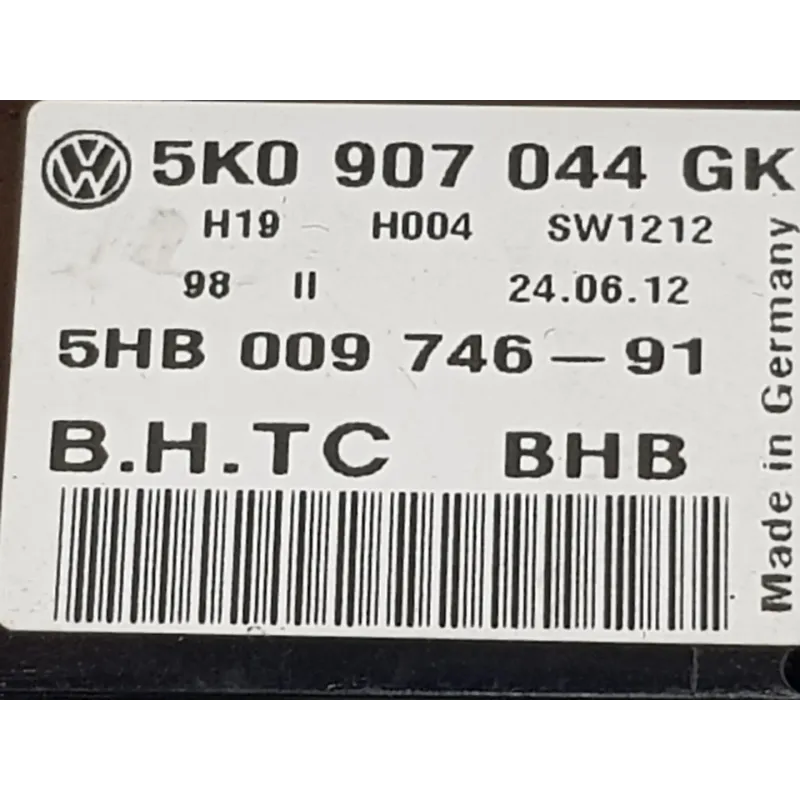 5K0 907 044 GK
H19 H004 SW1212
98 II 24.06.12
5HB 009 746-91
B.H.TC BHB
Made in Germany